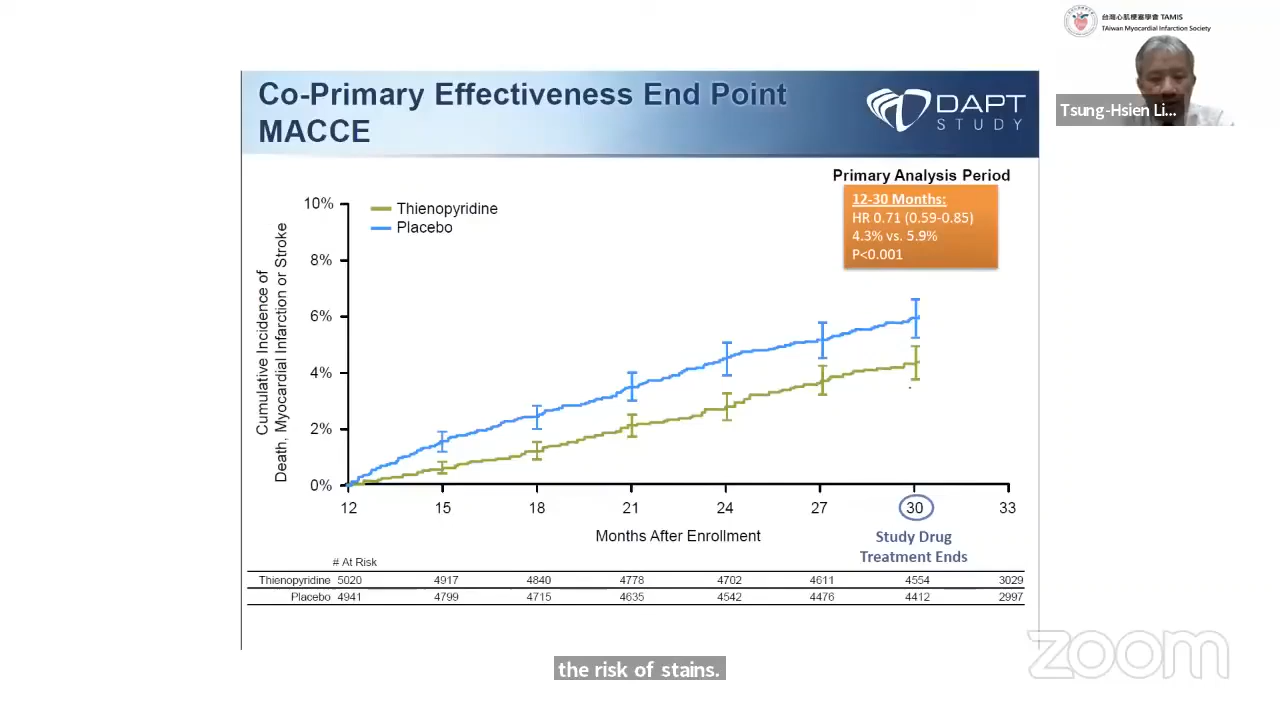 台灣心肌梗塞學會 TAMIS
TAiwan Myocardial Infarction Society
Tsung-Hsien Li...
Co-Primary Effectiveness End Point
MACCE
DAPT
STUDY
Primary Analysis Period
12-30 Months:
HR 0.71 (0.59-0.85)
4.3% vs. 5.9%
P<0.001
Thienopyridine
Placebo
Cumulative Incidence of
Death, Myocardial Infarction or Stroke
10%
8%
6%
4%
2%
0%
12 15 18 21 24 27 30 33
Months After Enrollment
Study Drug
Treatment Ends
# At Risk
Thienopyridine 5020 4917 4840 4778 4702 4611 4554 3029
Placebo 4941 4799 4715 4635 4542 4476 4412 2997
zoom
the risk of stains.